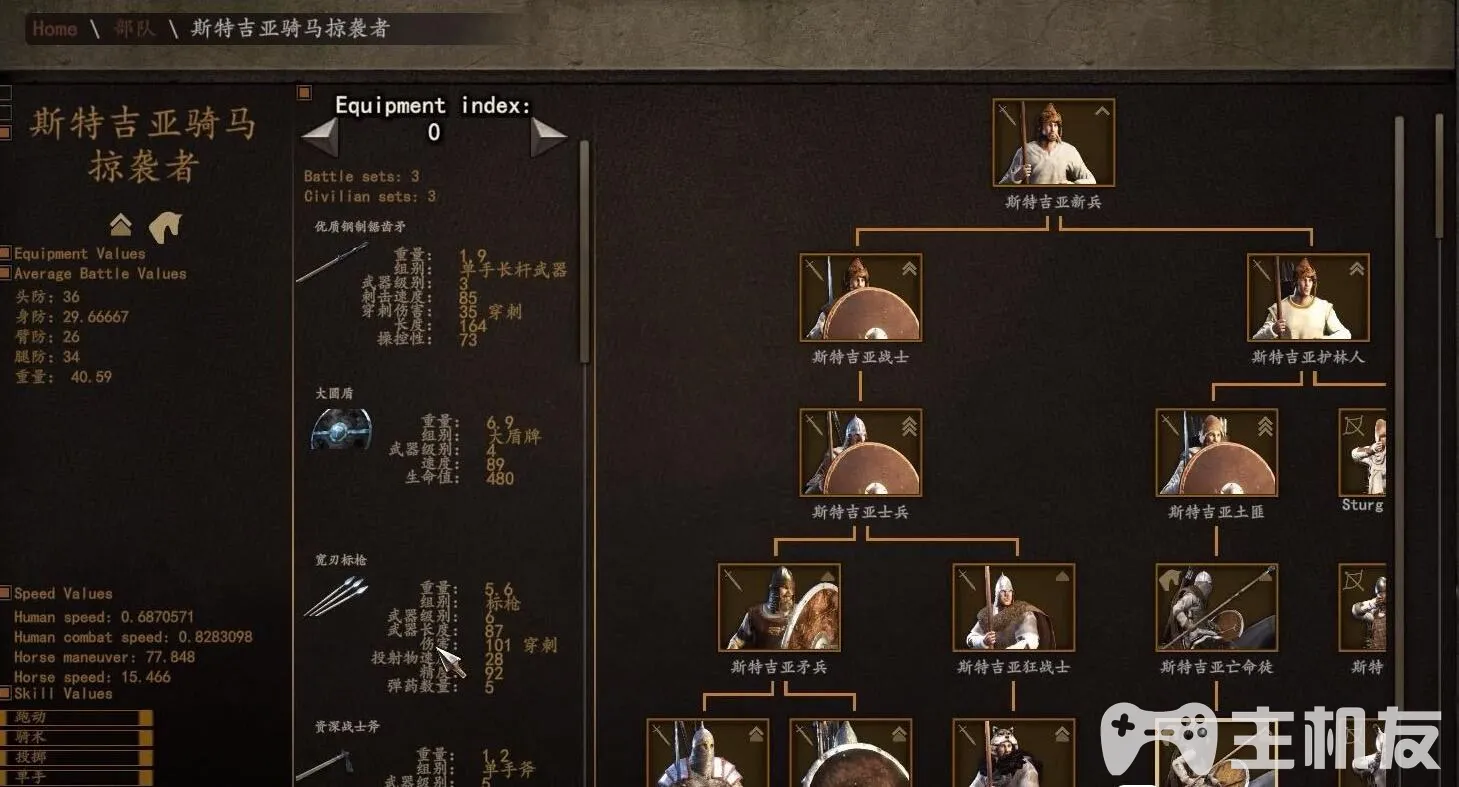 Home \ 部队 \ 斯特吉亚骑马掠袭者
斯特吉亚骑马
掠袭者
Equipment Values
Average Battle Values
头防: 36
身防: 29.66667
臂防: 26
腿防: 34
重量: 40.59
Speed Values
Human speed: 0.6870571
Human combat speed: 0.8283098
Horse maneuver: 77.848
Horse speed: 15.466
Skill Values
跑动
骑术
投掷
单手
Equipment index:
0
Battle sets: 3
Civilian sets: 3
优质钢制锯齿矛
重量: 1.9
组别: 单手长杆武器
武器级别: 3
刺击速度: 85
穿刺伤害: 35 穿刺
长度: 164
操控性: 73
大圆盾
重量: 6.9
组别: 大盾牌
武器级别: 4
速度: 89
生命值: 480
宽刃标枪
重量: 5.6
组别: 标枪
武器级别: 6
武器长度: 87
伤害: 101 穿刺
投射物速 28
精度: 92
弹药数量: 5
资深战士斧
重量: 1.2
组别: 单手斧
武器级别: 5
斯特吉亚新兵
斯特吉亚战士
斯特吉亚护林人
斯特吉亚士兵
斯特吉亚土匪
Sturg
斯特吉亚矛兵
斯特吉亚狂战士
斯特吉亚亡命徒
斯特
主机友